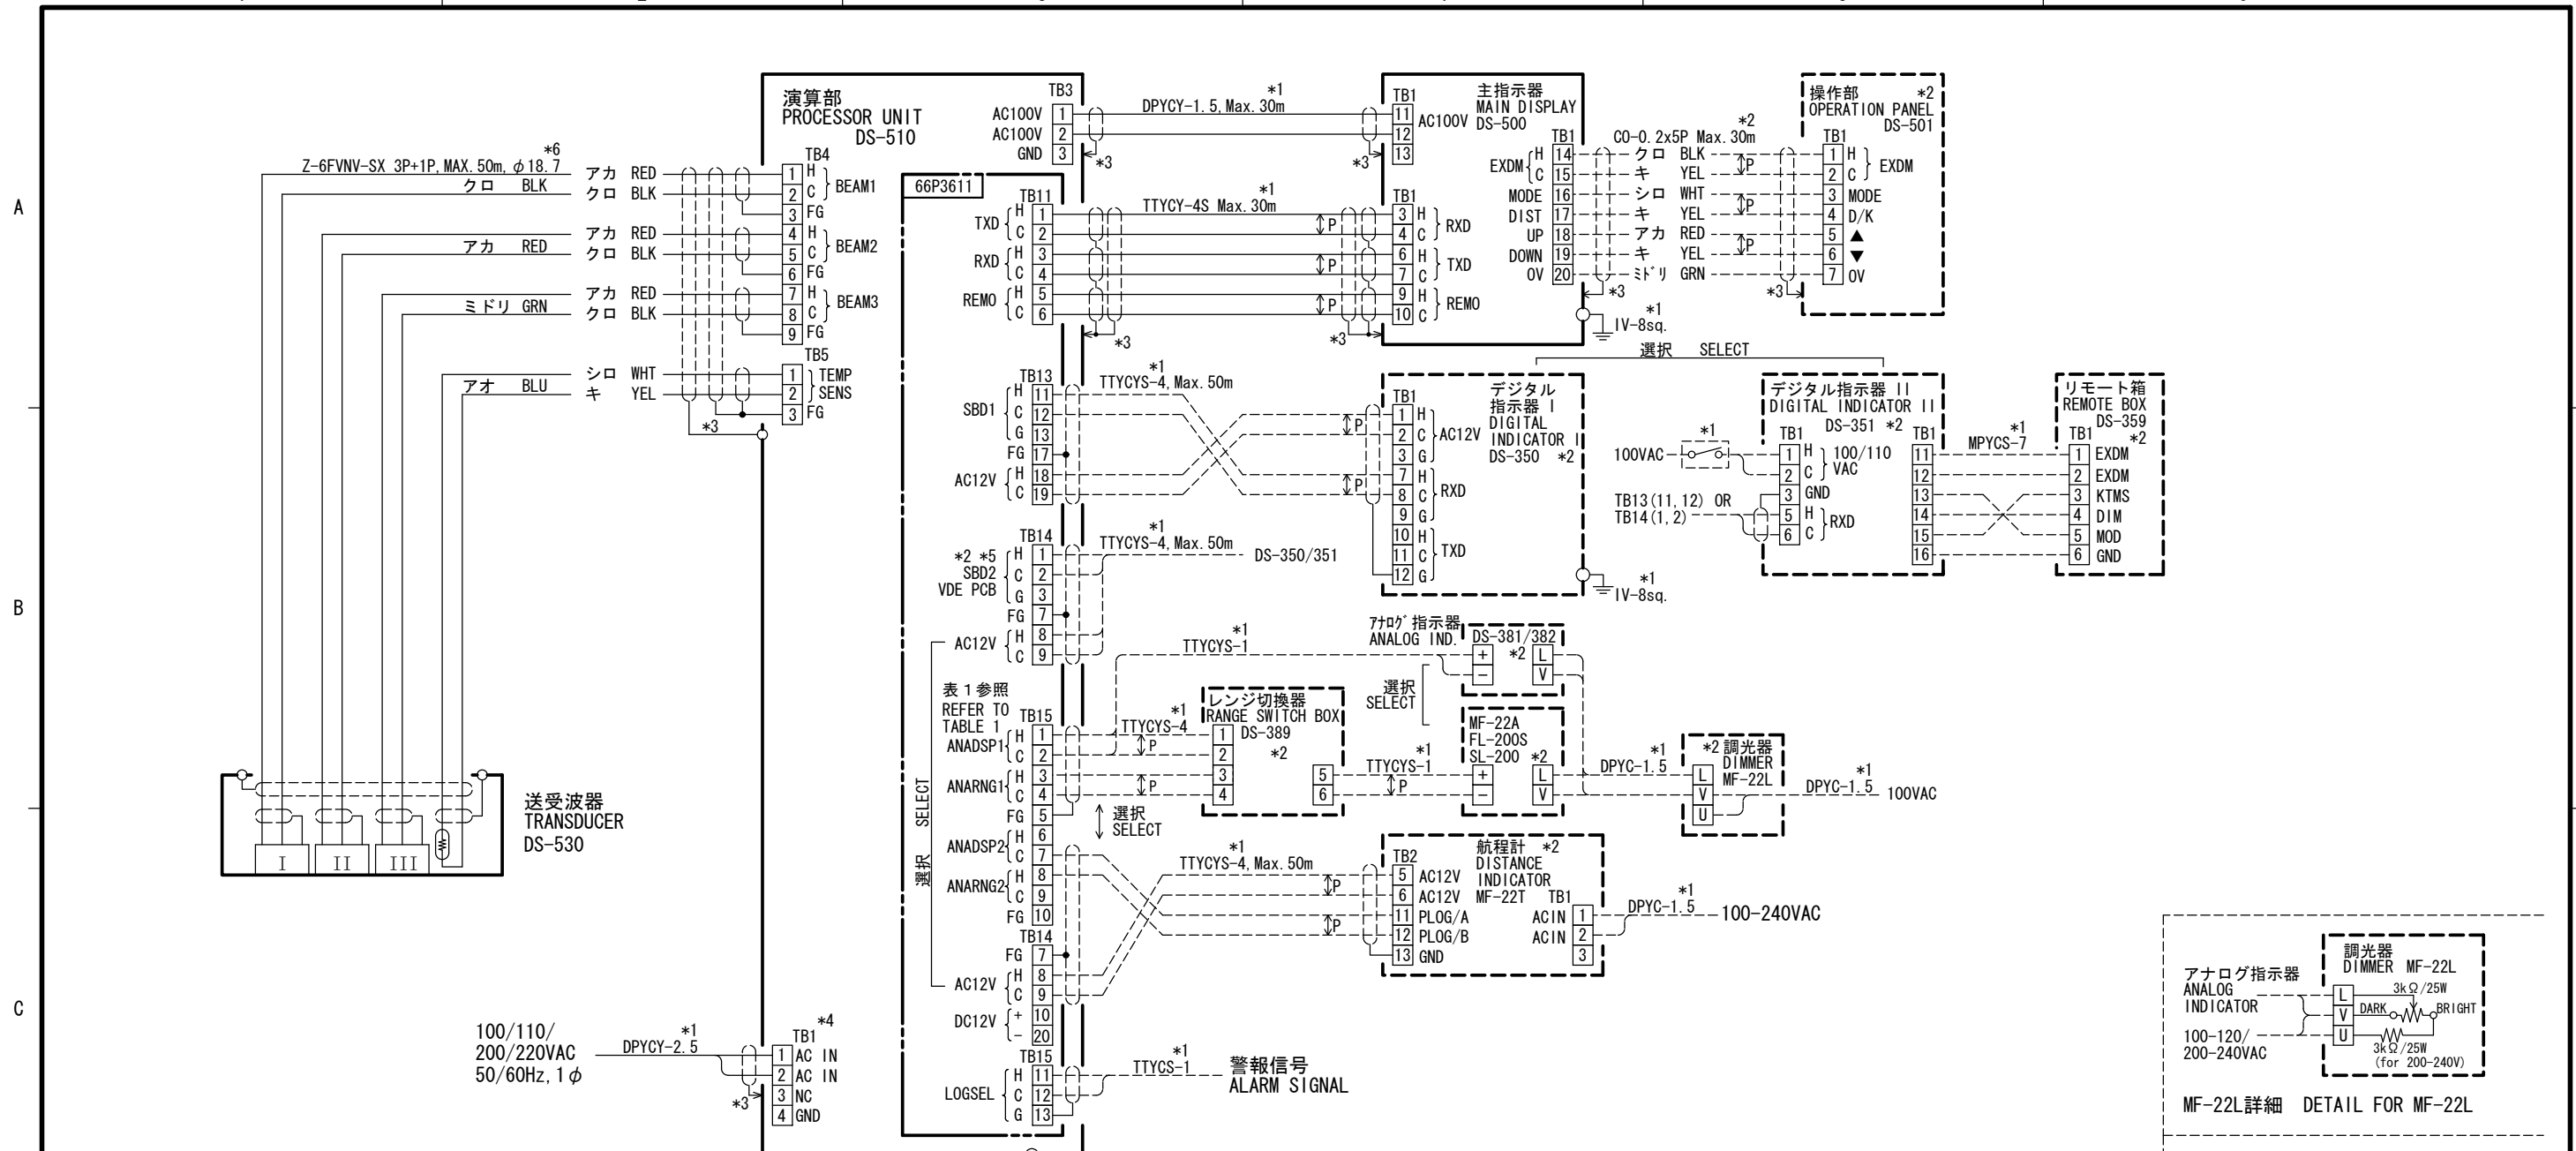 A
B
C
演算部
PROCESSOR UNIT
DS-510
TB3
AC100V 1
AC100V 2
GND 3
*3
*1
DPYCY-1.5,Max.30m
主指示器
MAIN DISPLAY
DS-500
TB1
11 AC100V
12
13
*3
TB1
EXDM H 14
C 15
MODE 16
DIST 17
UP 18
DOWN 19
0V 20
*3
*1
IV-8sq.
*2
CO-0.2x5P Max.30m
クロ BLK
キ YEL
シロ WHT
キ YEL
アカ RED
キ YEL
ミドリ GRN
P
P
P
操作部 *2
OPERATION PANEL
DS-501
TB1
1 H EXDM
2 C
3 MODE
4 D/K
5 ▲
6 ▼
7 0V
*3
*6
Z-6FVNV-SX 3P+1P,MAX.50m,φ18.7
クロ BLK
アカ RED
ミドリ GRN
アオ BLU
アカ RED
クロ BLK
アカ RED
クロ BLK
アカ RED
クロ BLK
シロ WHT
キ YEL
*3
TB4
1 H BEAM1
2 C
3 FG
4 H BEAM2
5 C
6 FG
7 H BEAM3
8 C
9 FG
TB5
1 TEMP
2 SENS
3 FG
66P3611
TB11
TXD H 1
C 2
RXD H 3
C 4
REMO H 5
C 6
*3
*1
TTYCY-4S Max.30m
P
P
P
*3
TB1
3 H RXD
4 C
6 H TXD
7 C
9 H REMO
10 C
選択 SELECT
TB13
SBD1 H 11
C 12
G 13
FG 17
AC12V H 18
C 19
*1
TTYCYS-4,Max.50m
P
P
デジタル
指示器 I
DIGITAL
INDICATOR I
DS-350 *2
TB1
1 H AC12V
2 C
3 G
7 H RXD
8 C
9 G
10 H TXD
11 C
12 G
*1
IV-8sq.
デジタル指示器 II
DIGITAL INDICATOR II
DS-351 *2
*1
100VAC
TB13(11,12) OR
TB14(1,2)
TB1
1 H 100/110
2 C VAC
3 GND
5 H RXD
6 C
TB1
11
12
13
14
15
16
*1
MPYCS-7
リモート箱
REMOTE BOX
DS-359
*2
TB1
1 EXDM
2 EXDM
3 KTMS
4 DIM
5 MOD
6 GND
TB14
*2 *5
SBD2
VDE PCB
H 1
C 2
G 3
FG 7
AC12V H 8
C 9
*1
TTYCYS-4,Max.50m
DS-350/351
選択 SELECT
表1参照
REFER TO
TABLE 1
TB15
ANADSP1 H 1
C 2
ANARNG1 H 3
C 4
FG 5
ANADSP2 H 6
C 7
ANARNG2 H 8
C 9
FG 10
選択
SELECT
*1
TTYCYS-1
*1
TTYCYS-4
P
P
レンジ切換器
RANGE SWITCH BOX
DS-389
*2
1
2
3
4
5
6
*1
TTYCYS-1
P
アナログ指示器
ANALOG IND.
DS-381/382
*2
+ L
- V
選択
SELECT
MF-22A
FL-200S
SL-200 *2
+ L
- V
*1
DPYC-1.5
*2 調光器
DIMMER
MF-22L
L
V
U
*1
DPYC-1.5 100VAC
*1
TTYCYS-4,Max.50m
P
P
航程計 *2
DISTANCE
INDICATOR
MF-22T
TB2
5 AC12V
6 AC12V
11 PLOG/A
12 PLOG/B
13 GND
TB1
ACIN 1
ACIN 2
3
*1
DPYC-1.5 100-240VAC
TB14
FG 7
AC12V H 8
C 9
DC12V + 10
- 20
TB15
LOGSEL H 11
C 12
G 13
*1
TTYCS-1
警報信号
ALARM SIGNAL
送受波器
TRANSDUCER
DS-530
I II III
100/110/
200/220VAC
50/60Hz,1φ
*1
DPYCY-2.5
*3
*4
TB1
1 AC IN
2 AC IN
3 NC
4 GND
アナログ指示器
ANALOG
INDICATOR
100-120/
200-240VAC
調光器
DIMMER MF-22L
L
V
U
3kΩ/25W
DARK BRIGHT
3kΩ/25W
(for 200-240V)
MF-22L詳細 DETAIL FOR MF-22L